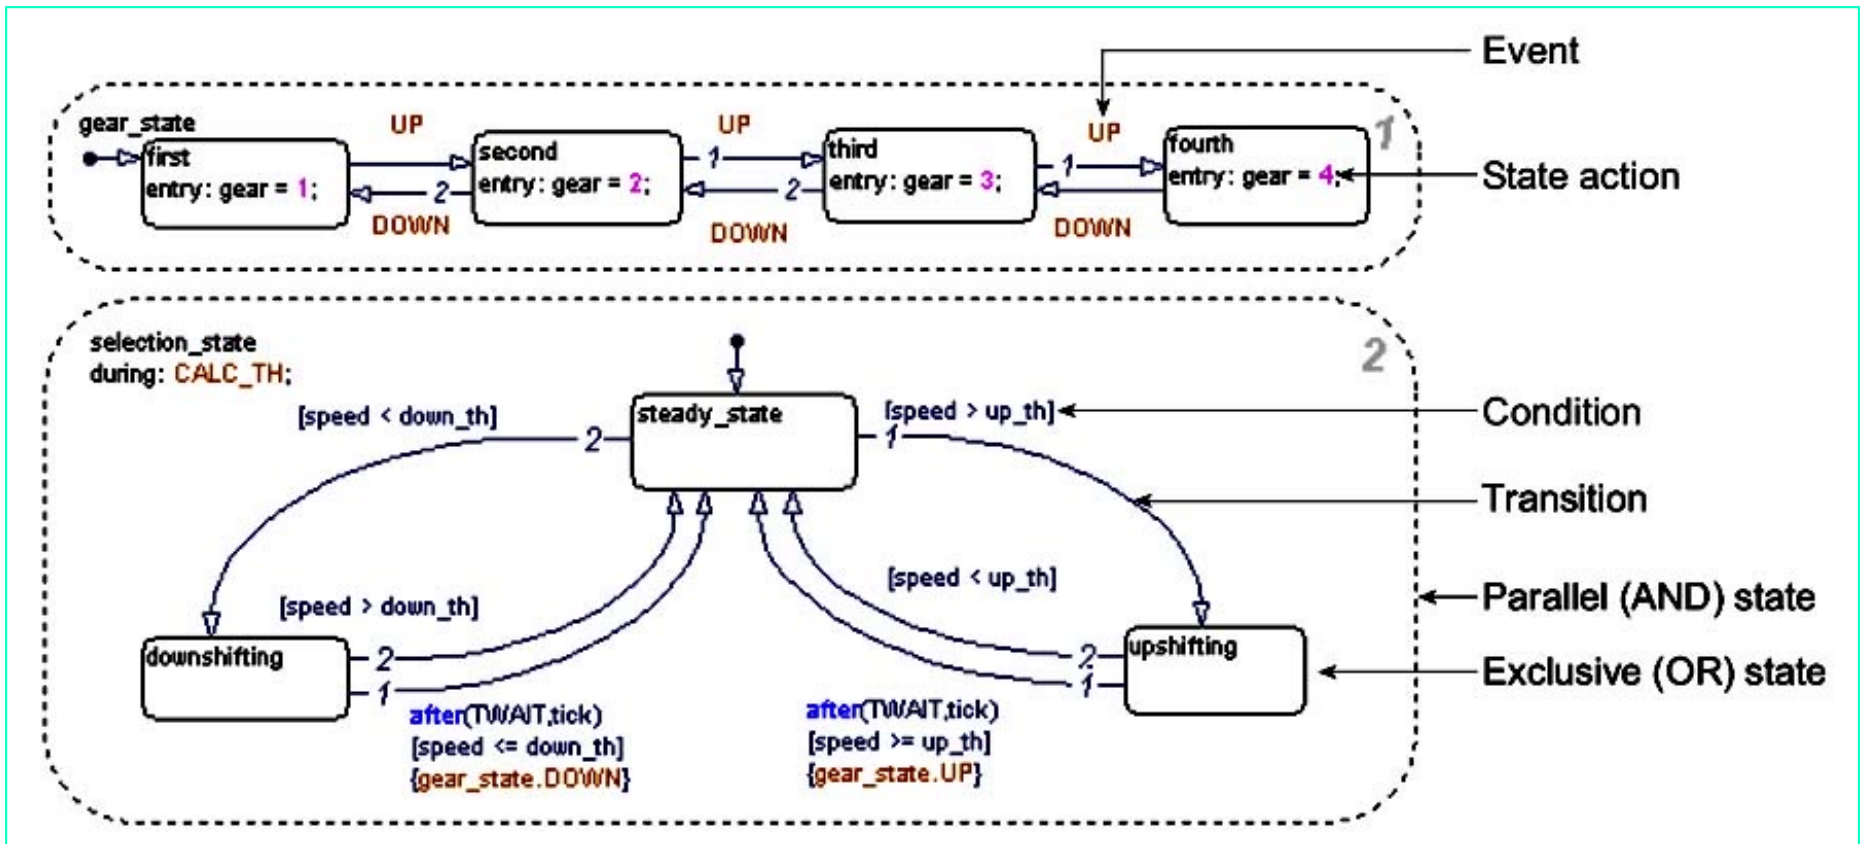 Event
gear_state
UP
UP
UP
1
first
entry: gear = 1;
second
entry: gear = 2;
third
entry: gear = 3;
fourth
entry: gear = 4;
1
1
2
2
DOWN
DOWN
DOWN
State action
selection_state
during: CALC_TH;
2
[speed < down_th]
2
steady_state
[speed > up_th]
1
Condition
Transition
[speed > down_th]
[speed < up_th]
Parallel (AND) state
downshifting
2
1
upshifting
2
1
Exclusive (OR) state
after(TWAIT,tick)
[speed <= down_th]
{gear_state.DOWN}
after(TWAIT,tick)
[speed >= up_th]
{gear_state.UP}